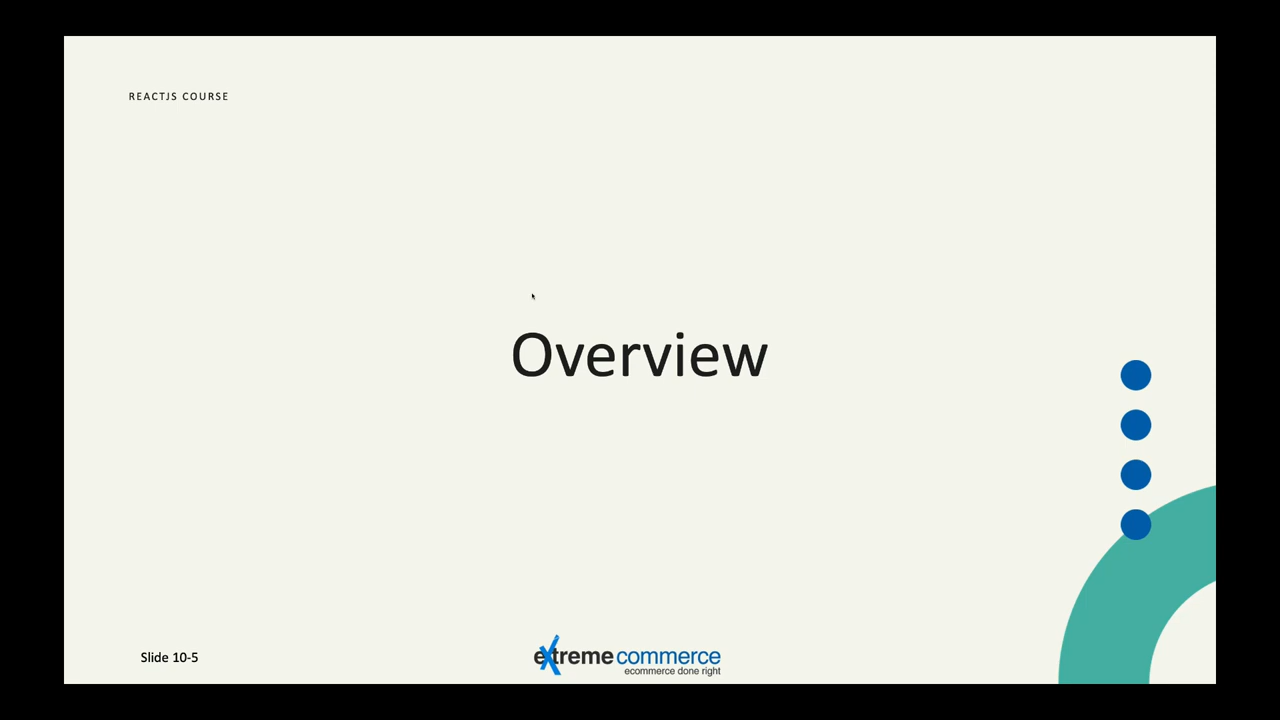 REACTJS COURSE
Overview
Slide 10-5
extreme commerce
ecommerce done right